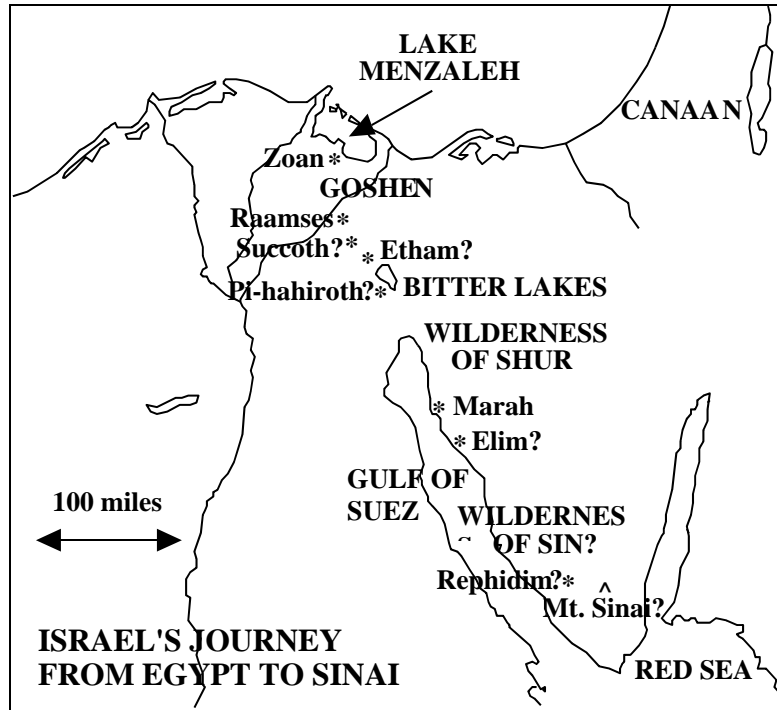 LAKE
MENZALEH
CANAAN
Zoan *
GOSHEN
Raamses *
Succoth? *
* Etham?
Pi-hahiroth? *
BITTER LAKES
WILDERNESS
OF SHUR
* Marah
* Elim?
GULF OF
SUEZ
100 miles
WILDERNES
OF SIN?
Rephidim? *
^
Mt. Sinai?
ISRAEL'S JOURNEY
FROM EGYPT TO SINAI
RED SEA